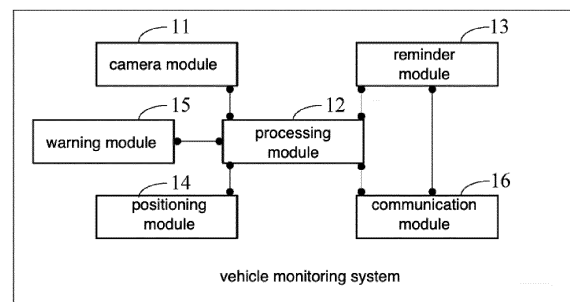 11
camera module
13
reminder
module
15
warning module
12
processing
module
14
positioning
module
16
communication
module
vehicle monitoring system